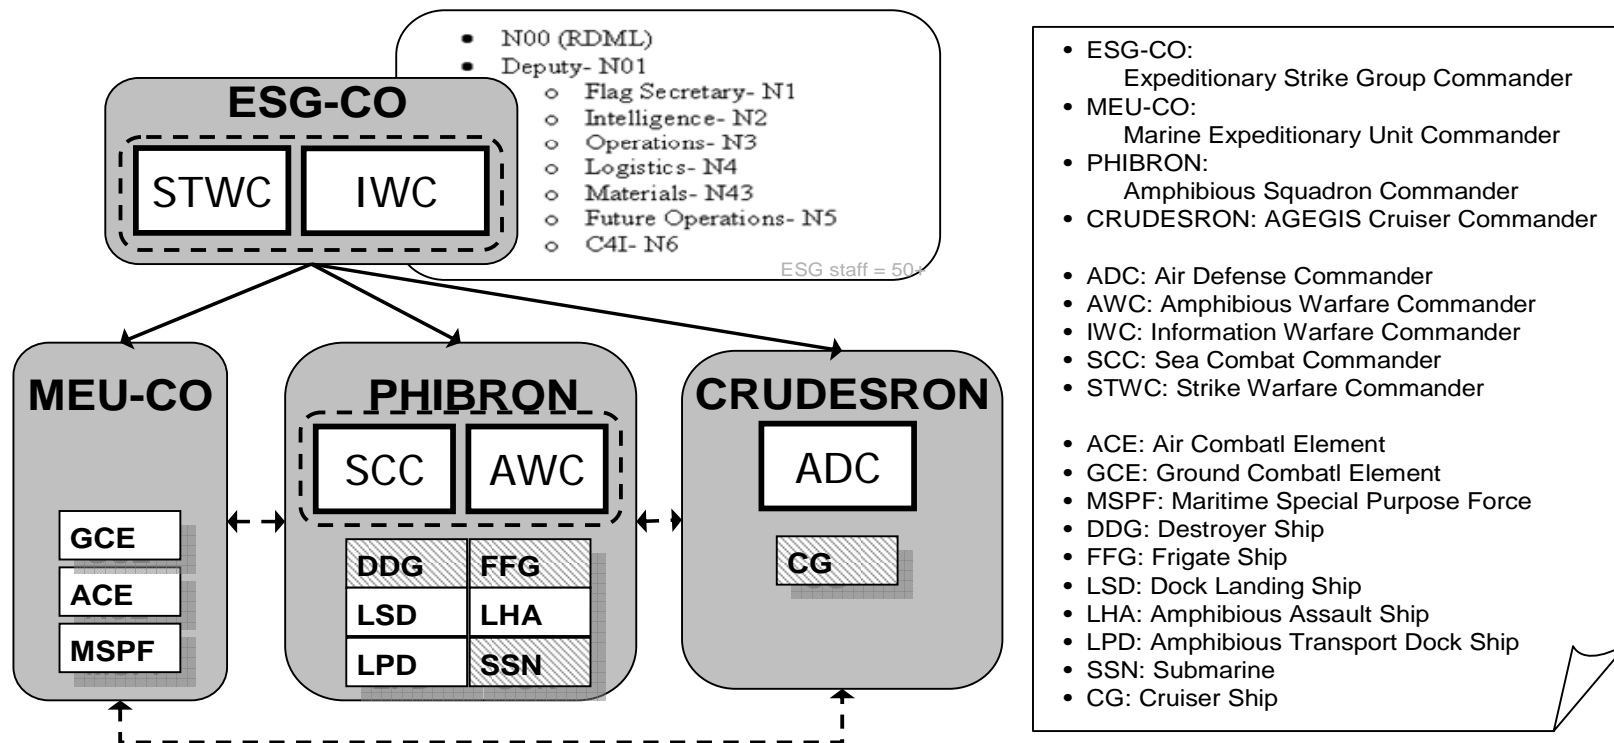 N00 (RDML)
Deputy- N01
Flag Secretary- N1
Intelligence- N2
Operations- N3
Logistics- N4
Materials- N43
Future Operations- N5
C4I- N6
ESG staff = 50+
ESG-CO
STWC
IWC
MEU-CO
GCE
ACE
MSPF
PHIBRON
SCC
AWC
DDG
FFG
LSD
LHA
LPD
SSN
CRUDESRON
ADC
CG
• ESG-CO:
Expeditionary Strike Group Commander
• MEU-CO:
Marine Expeditionary Unit Commander
• PHIBRON:
Amphibious Squadron Commander
• CRUDESRON: AGEGIS Cruiser Commander
• ADC: Air Defense Commander
• AWC: Amphibious Warfare Commander
• IWC: Information Warfare Commander
• SCC: Sea Combat Commander
• STWC: Strike Warfare Commander
• ACE: Air Combatl Element
• GCE: Ground Combatl Element
• MSPF: Maritime Special Purpose Force
• DDG: Destroyer Ship
• FFG: Frigate Ship
• LSD: Dock Landing Ship
• LHA: Amphibious Assault Ship
• LPD: Amphibious Transport Dock Ship
• SSN: Submarine
• CG: Cruiser Ship